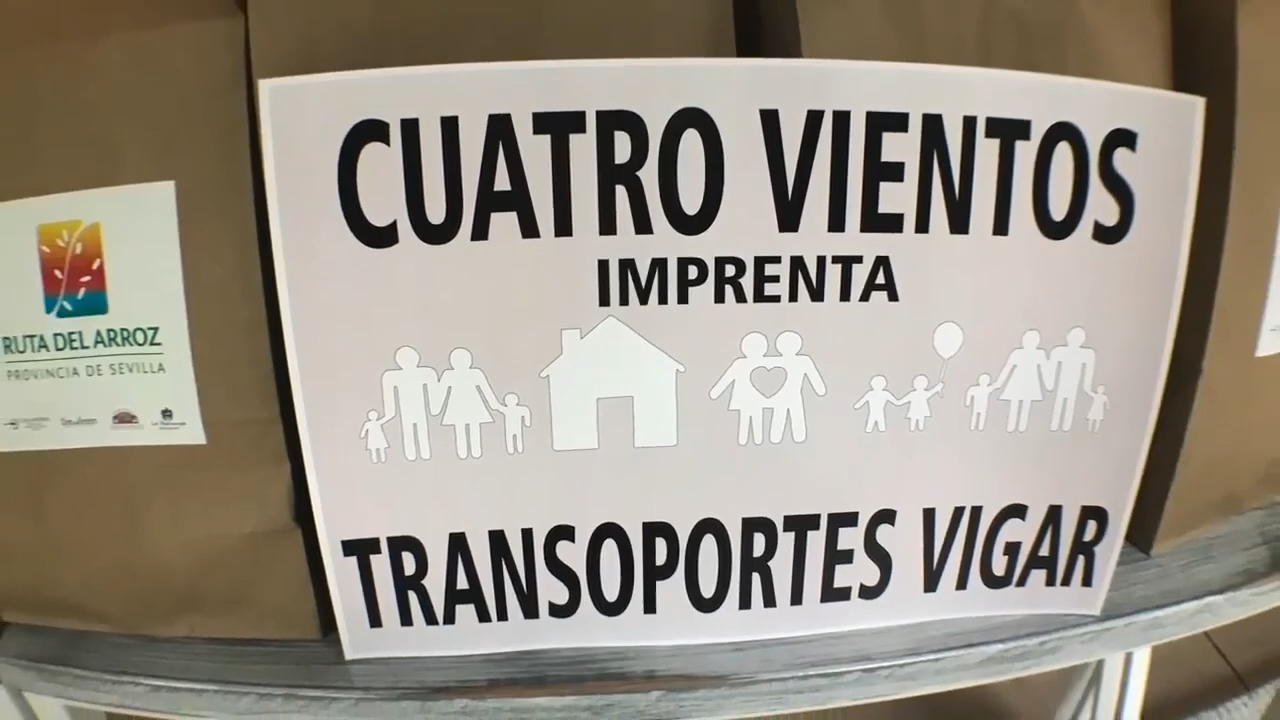 CUATRO VIENTOS
IMPRENTA
TRANSOPORTES VIGAR
RUTA DEL ARROZ
PROVINCIA DE SEVILLA